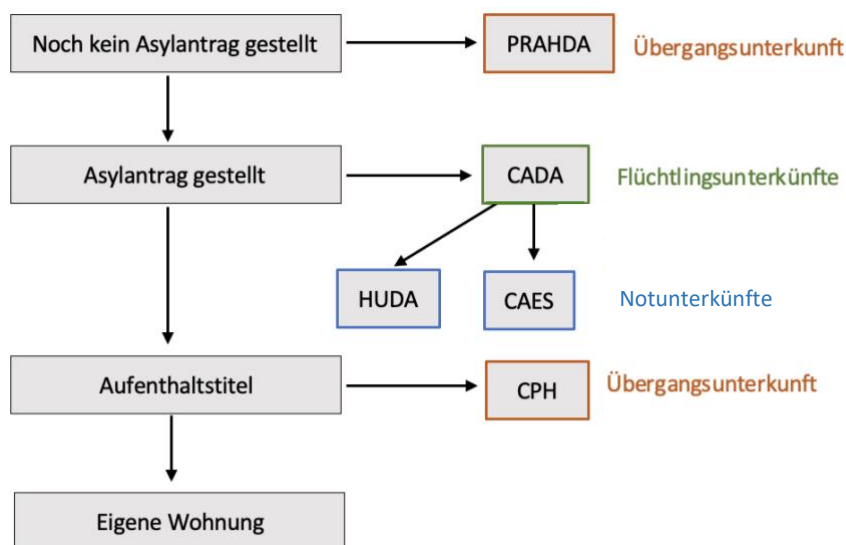 Noch kein Asylantrag gestellt
PRAHDA
Übergangsunterkunft
Asylantrag gestellt
CADA
Flüchtlingsunterkünfte
HUDA
CAES
Notunterkünfte
Aufenthaltstitel
CPH
Übergangsunterkunft
Eigene Wohnung